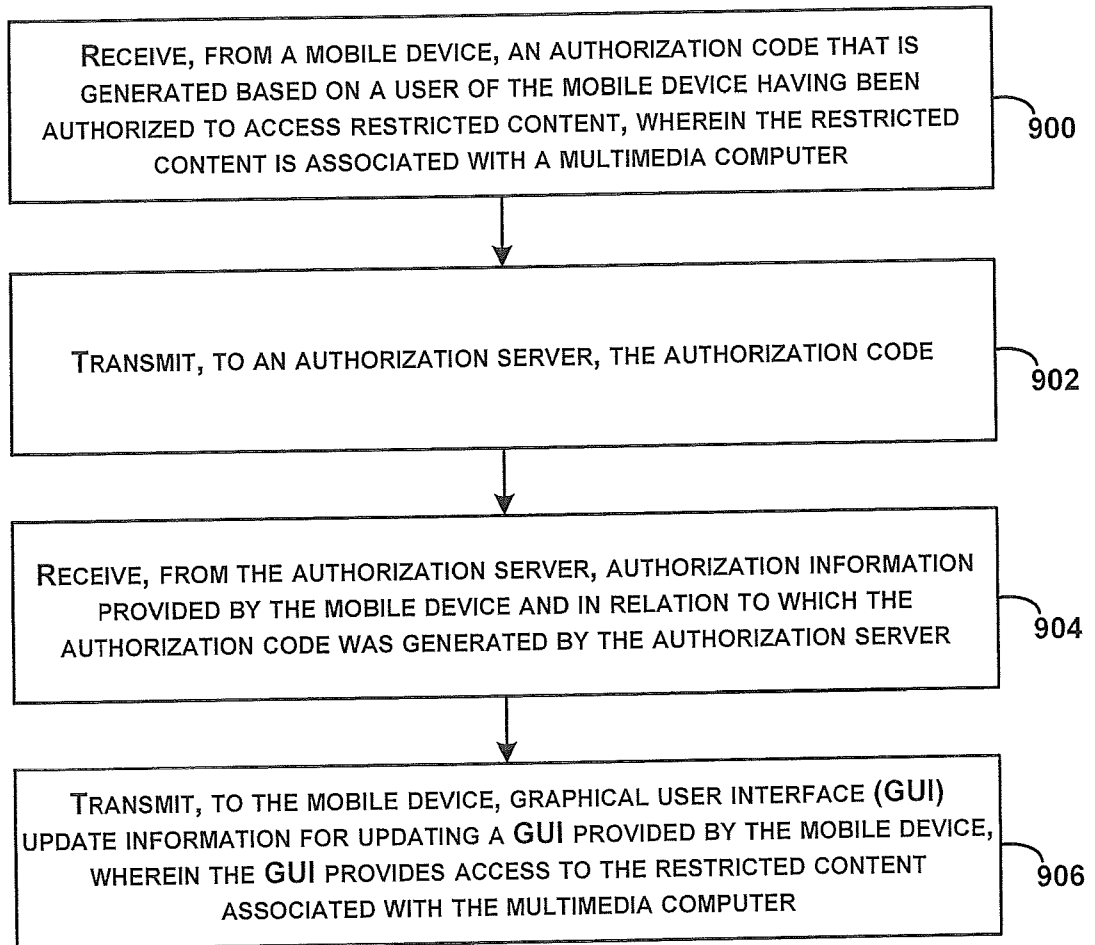 RECEIVE, FROM A MOBILE DEVICE, AN AUTHORIZATION CODE THAT IS
GENERATED BASED ON A USER OF THE MOBILE DEVICE HAVING BEEN
AUTHORIZED TO ACCESS RESTRICTED CONTENT, WHEREIN THE RESTRICTED
CONTENT IS ASSOCIATED WITH A MULTIMEDIA COMPUTER
900
TRANSMIT, TO AN AUTHORIZATION SERVER, THE AUTHORIZATION CODE
902
RECEIVE, FROM THE AUTHORIZATION SERVER, AUTHORIZATION INFORMATION
PROVIDED BY THE MOBILE DEVICE AND IN RELATION TO WHICH THE
AUTHORIZATION CODE WAS GENERATED BY THE AUTHORIZATION SERVER
904
TRANSMIT, TO THE MOBILE DEVICE, GRAPHICAL USER INTERFACE (GUI)
UPDATE INFORMATION FOR UPDATING A GUI PROVIDED BY THE MOBILE DEVICE,
WHEREIN THE GUI PROVIDES ACCESS TO THE RESTRICTED CONTENT
ASSOCIATED WITH THE MULTIMEDIA COMPUTER
906